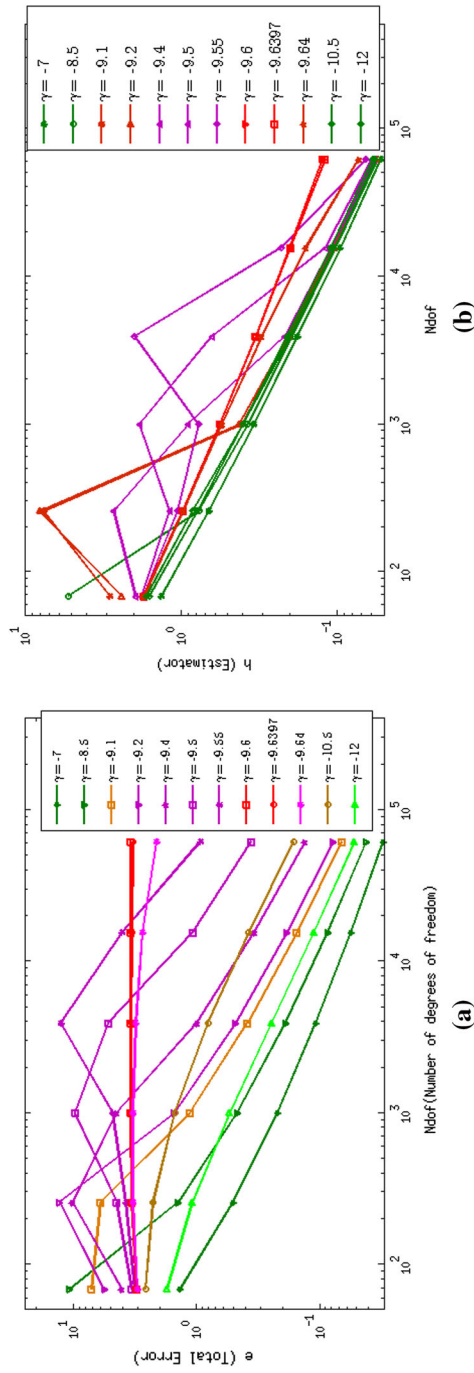 10^1
10^0
10^-1
e (Total Error)
10^2
10^3
10^4
10^5
Ndof(Number of degrees of freedom)
γ=-7
γ=-8.5
γ=-9.1
γ=-9.2
γ=-9.4
γ=-9.5
γ=-9.55
γ=-9.6
γ=-9.6397
γ=-9.64
γ=-10.5
γ=-12
(a)
10^1
10^0
10^-1
h (Estimator)
10^2
10^3
10^4
10^5
Ndof
γ=-7
γ=-8.5
γ=-9.1
γ=-9.2
γ=-9.4
γ=-9.5
γ=-9.55
γ=-9.6
γ=-9.6397
γ=-9.64
γ=-10.5
γ=-12
(b)